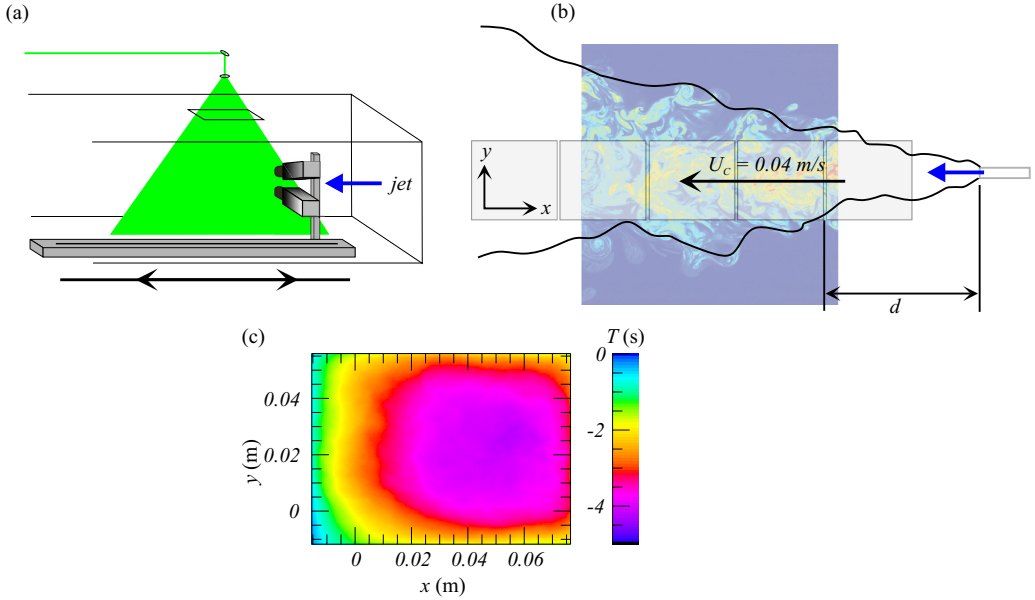 (a)
jet
(b)
y
U_C = 0.04 m/s
x
d
(c)
T (s)
0
-2
-4
0.04
0.02
0
y (m)
0 0.02 0.04 0.06
x (m)